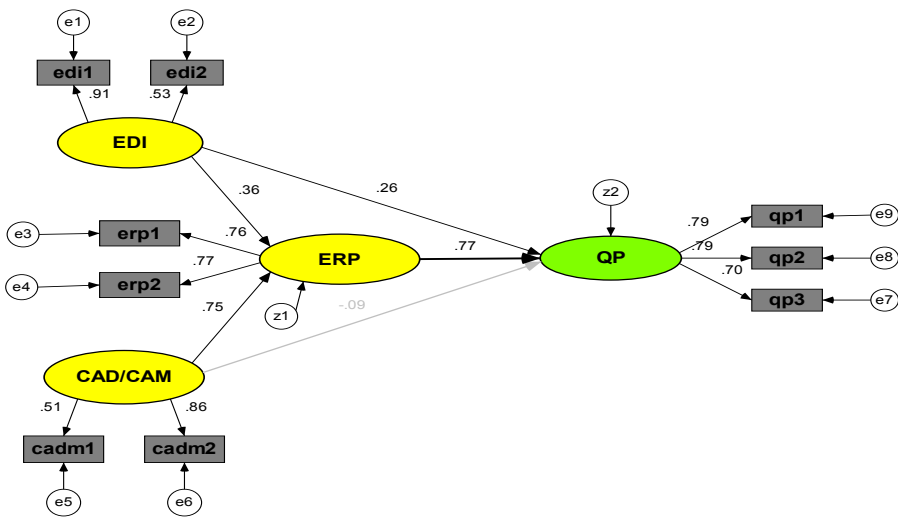 e1
e2
edi1
edi2
.91
.53
EDI
.36
.26
z2
e3
erp1
.76
.79
qp1
e9
ERP
.77
QP
.79
qp2
e8
e4
erp2
.77
.70
qp3
e7
.75
z1
-.09
CAD/CAM
.51
.86
cadm1
cadm2
e5
e6